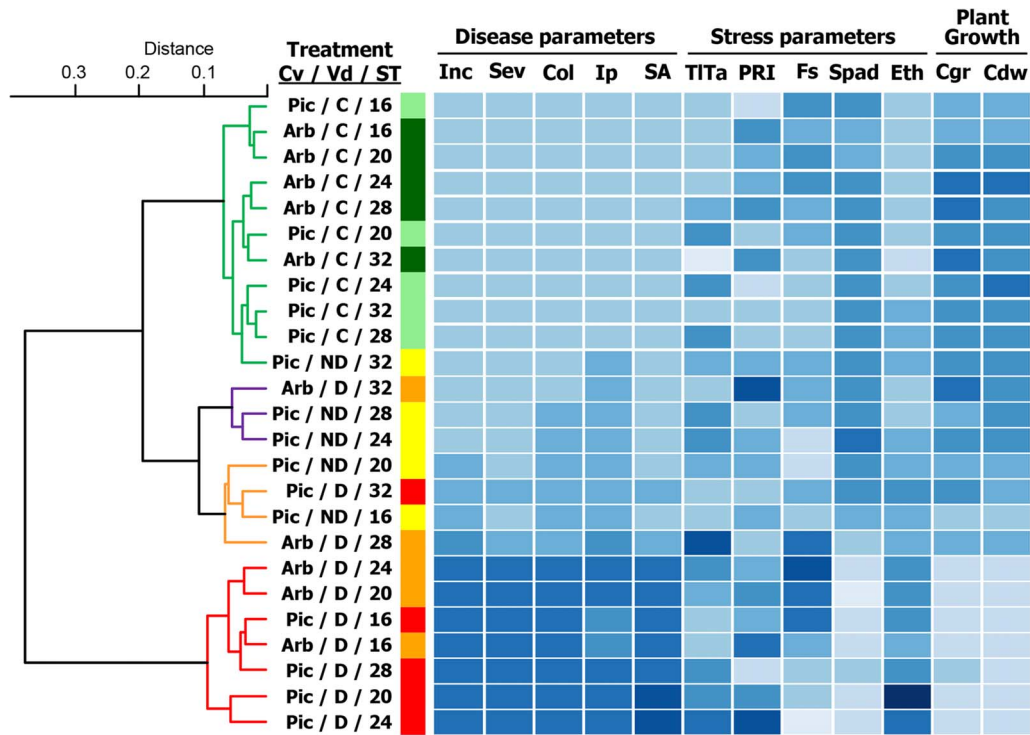 Plant
Growth
Distance
Treatment
Disease parameters
Stress parameters
Cv / Vd / ST
Inc Sev Col Ip SA TlTa PRI Fs Spad Eth Cgr Cdw
0.3 0.2 0.1
Pic / C / 16
Arb / C / 16
Arb / C / 20
Arb / C / 24
Arb / C / 28
Pic / C / 20
Arb / C / 32
Pic / C / 24
Pic / C / 32
Pic / C / 28
Pic / ND / 32
Arb / D / 32
Pic / ND / 28
Pic / ND / 24
Pic / ND / 20
Pic / D / 32
Pic / ND / 16
Arb / D / 28
Arb / D / 24
Arb / D / 20
Pic / D / 16
Arb / D / 16
Pic / D / 28
Pic / D / 20
Pic / D / 24